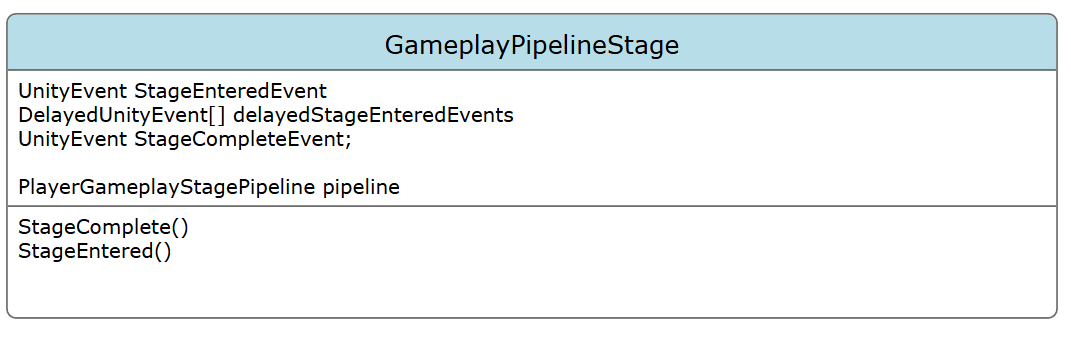 GameplayPipelineStage
UnityEvent StageEnteredEvent
DelayedUnityEvent[] delayedStageEnteredEvents
UnityEvent StageCompleteEvent;
PlayerGameplayStagePipeline pipeline
StageComplete()
StageEntered()